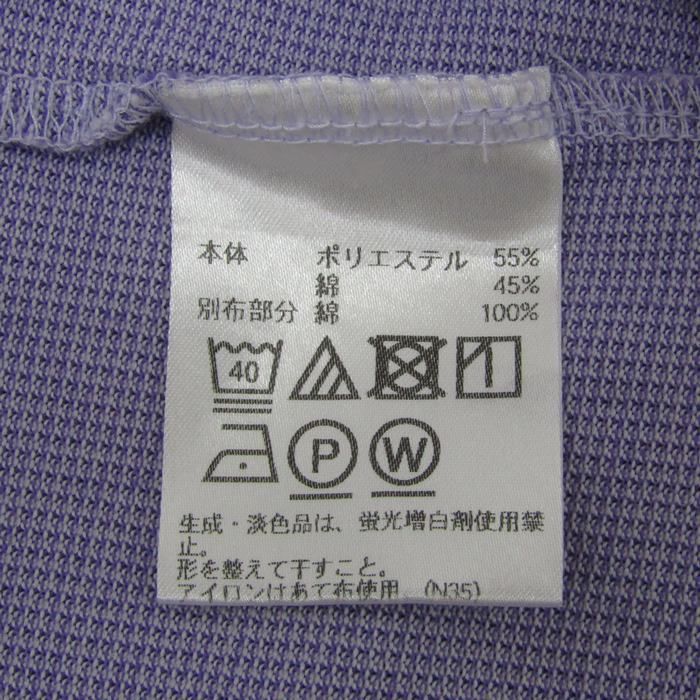 本体 ポリエステル 55%
綿 45%
別布部分 綿 100%
40
P W
生成・淡色品は、蛍光増白剤使用禁
止。
形を整えて干すこと。
アイロンはあて布使用。(N35)